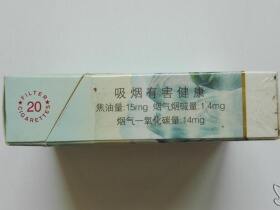 ★FILTER★
20
CIGARETTES
吸烟有害健康
焦油量:15mg 烟气烟碱量:1.4mg
烟气一氧化碳量:14mg